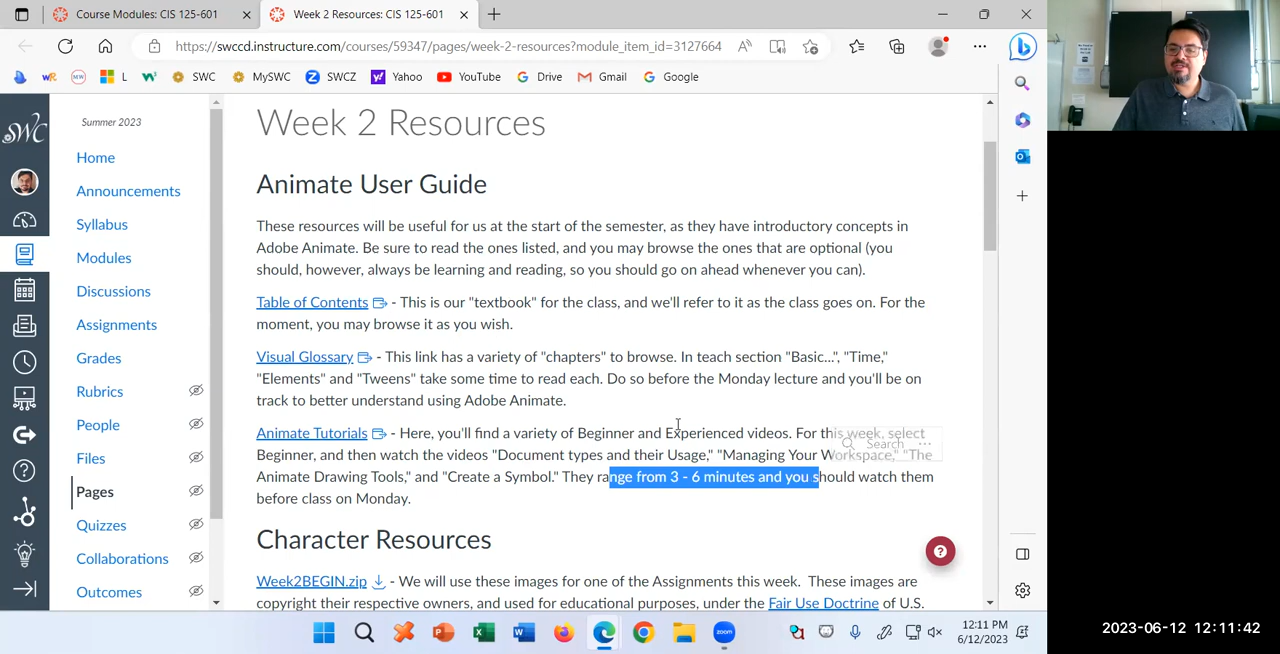 Course Modules: CIS 125-601
Week 2 Resources: CIS 125-601
https://swccd.instructure.com/courses/59347/pages/week-2-resources?module_item_id=3127664
L
SWC
MySWC
SWCZ
Yahoo
YouTube
Drive
Gmail
Google
SWC
Summer 2023
Home
Announcements
Syllabus
Modules
Discussions
Assignments
Grades
Rubrics
People
Files
Pages
Quizzes
Collaborations
Outcomes
Week 2 Resources
Animate User Guide
These resources will be useful for us at the start of the semester, as they have introductory concepts in
Adobe Animate. Be sure to read the ones listed, and you may browse the ones that are optional (you
should, however, always be learning and reading, so you should go on ahead whenever you can).
Table of Contents - This is our "textbook" for the class, and we'll refer to it as the class goes on. For the
moment, you may browse it as you wish.
Visual Glossary - This link has a variety of "chapters" to browse. In teach section "Basic...", "Time,"
"Elements" and "Tweens" take some time to read each. Do so before the Monday lecture and you'll be on
track to better understand using Adobe Animate.
Animate Tutorials - Here, you'll find a variety of Beginner and Experienced videos. For this week, select
Search ...
Beginner, and then watch the videos "Document types and their Usage," "Managing Your Workspace," "The
Animate Drawing Tools," and "Create a Symbol." They range from 3 - 6 minutes and you should watch them
before class on Monday.
Character Resources
Week2BEGIN.zip - We will use these images for one of the Assignments this week. These images are
copyright their respective owners, and used for educational purposes, under the Fair Use Doctrine of U.S.
zoom
12:11 PM
6/12/2023
2023-06-12 12:11:42